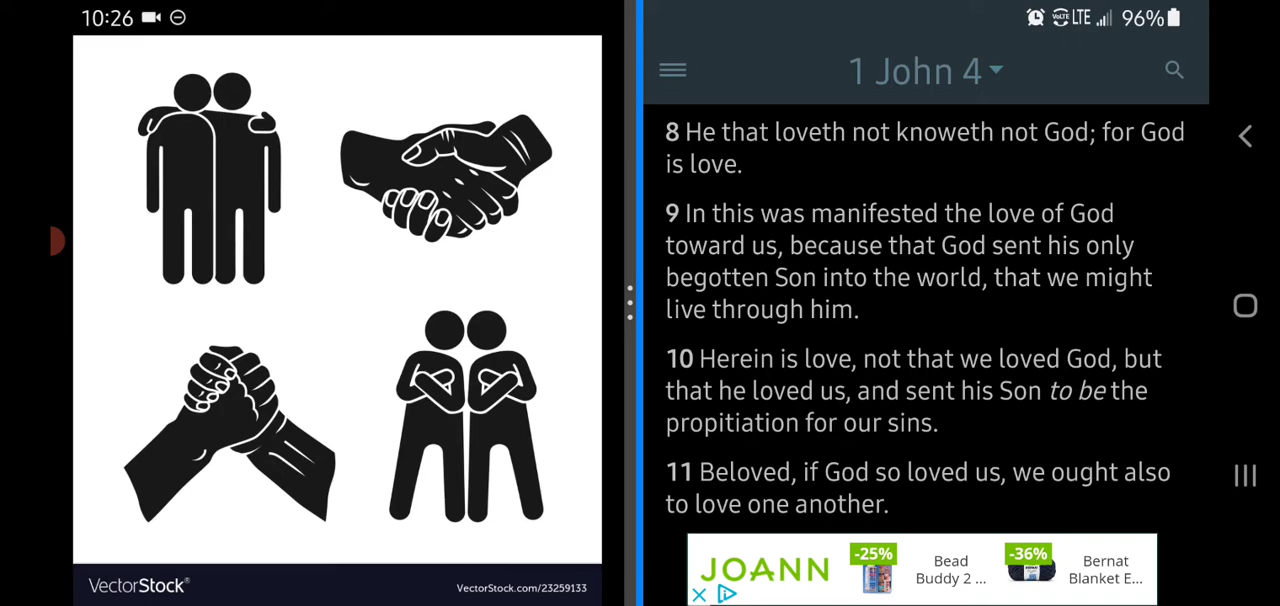 10:26
VectorStock®
VectorStock.com/23259133
LTE 96%
1 John 4
8 He that loveth not knoweth not God; for God
is love.
9 In this was manifested the love of God
toward us, because that God sent his only
begotten Son into the world, that we might
live through him.
10 Herein is love, not that we loved God, but
that he loved us, and sent his Son to be the
propitiation for our sins.
11 Beloved, if God so loved us, we ought also
to love one another.
JOANN
-25%
Bead
Buddy 2 ...
-36%
Bernat
Blanket E...